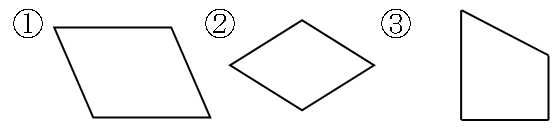 ① ② ③